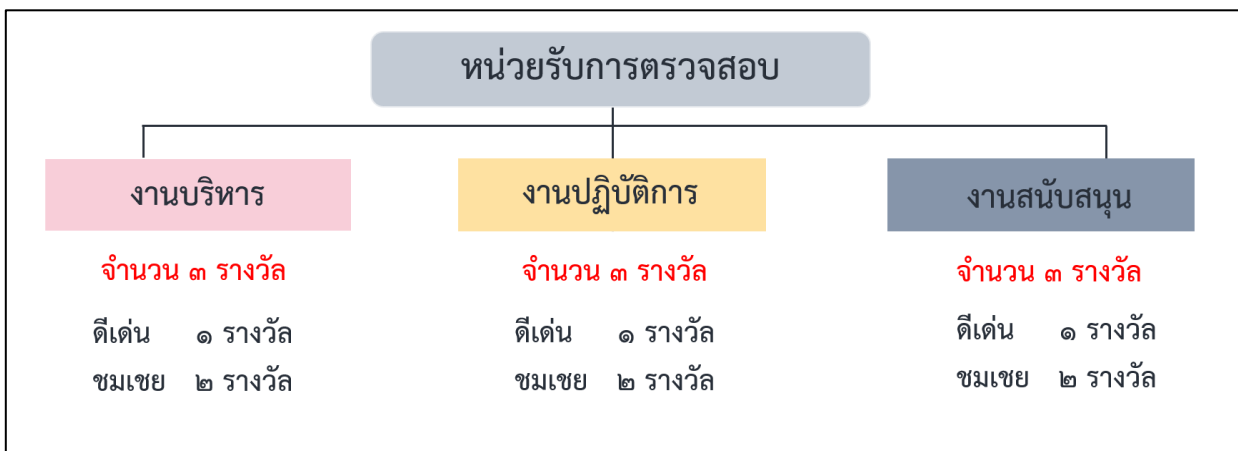 หน่วยรับการตรวจสอบ
งานบริหาร
จำนวน ๓ รางวัล
ดีเด่น ๑ รางวัล
ชมเชย ๒ รางวัล
งานปฏิบัติการ
จำนวน ๓ รางวัล
ดีเด่น ๑ รางวัล
ชมเชย ๒ รางวัล
งานสนับสนุน
จำนวน ๓ รางวัล
ดีเด่น ๑ รางวัล
ชมเชย ๒ รางวัล